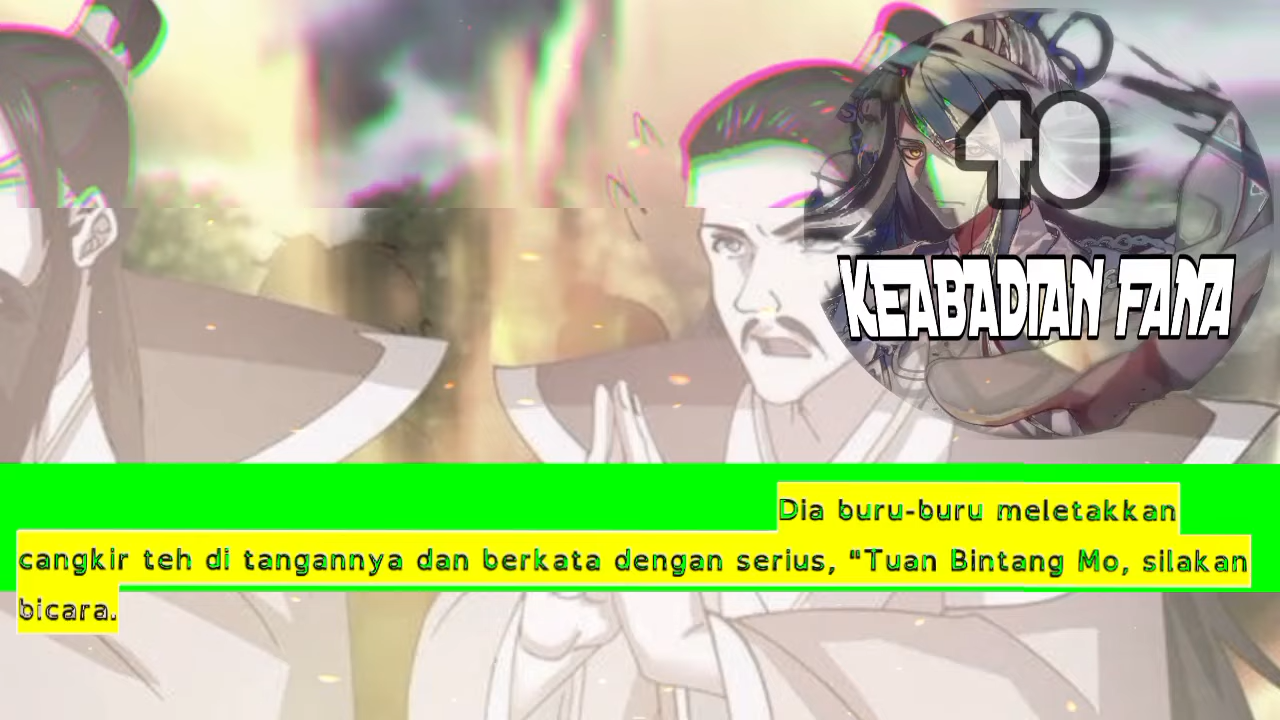 40
KEABADIAN FANA
Dia buru-buru meletakkan
cangkir teh di tangannya dan berkata dengan serius, "Tuan Bintang Mo, silakan
bicara.